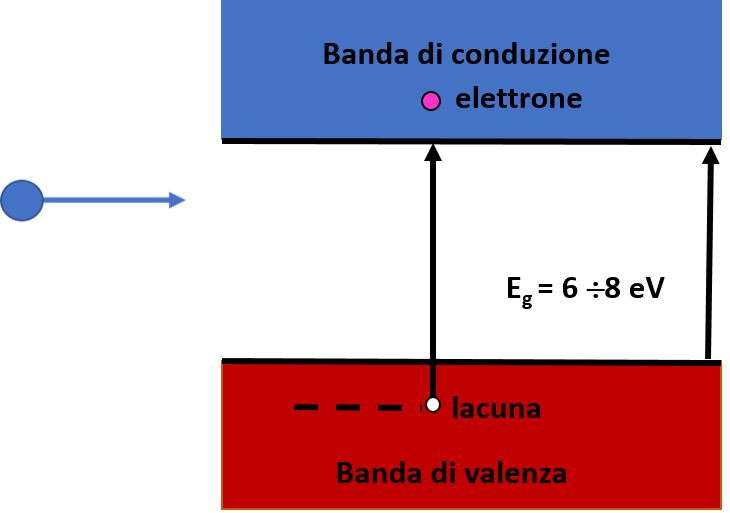 Banda di conduzione
elettrone
Eg = 6 ÷8 eV
lacuna
Banda di valenza